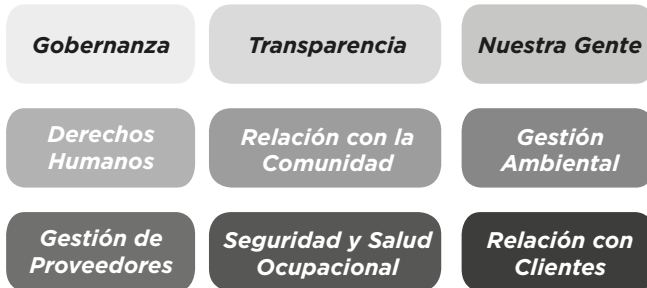 Gobernanza
Transparencia
Nuestra Gente
Derechos
Humanos
Relación con la
Comunidad
Gestión
Ambiental
Gestión de
Proveedores
Seguridad y Salud
Ocupacional
Relación con
Clientes